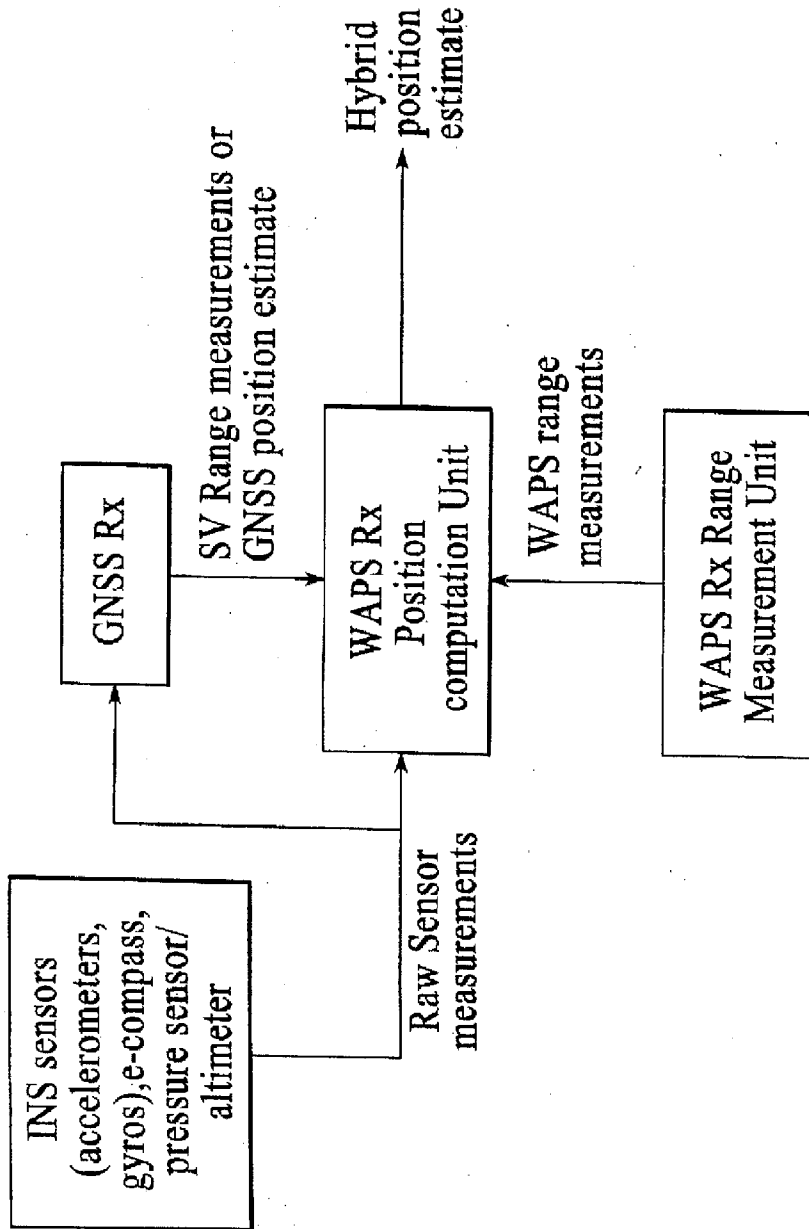 INS sensors
(accelerometers,
gyros),e-compass,
pressure sensor/
altimeter
GNSS Rx
SV Range measurements or
GNSS position estimate
Raw Sensor
measurements
WAPS Rx
Position
computation Unit
Hybrid
position
estimate
WAPS range
measurements
WAPS Rx Range
Measurement Unit